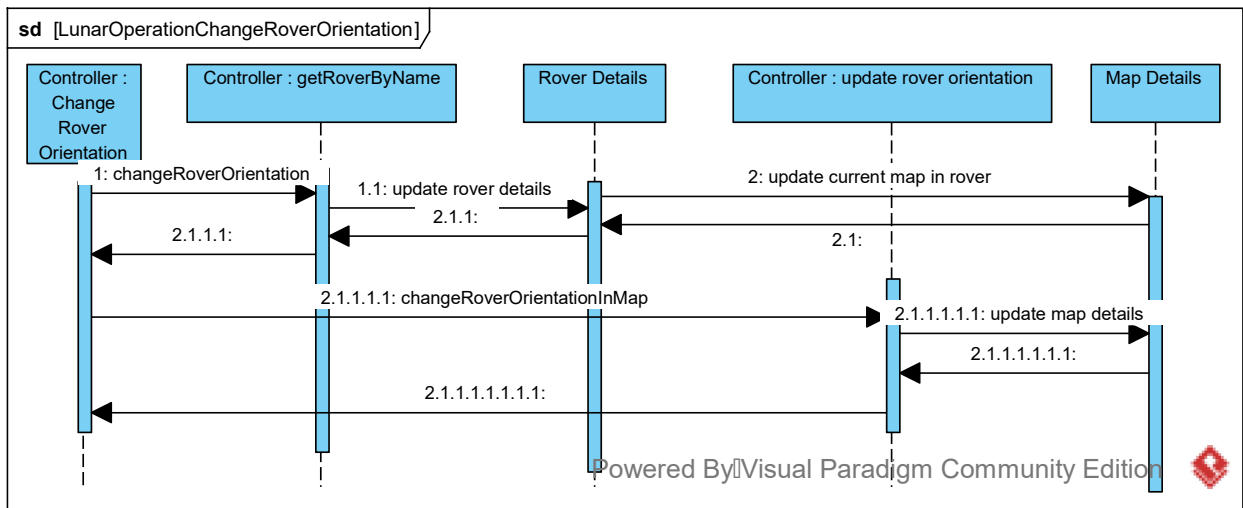 sd [LunarOperationChangeRoverOrientation]
Controller :
Change
Rover
Orientation
Controller : getRoverByName
Rover Details
Controller : update rover orientation
Map Details
1: changeRoverOrientation
1.1: update rover details
2: update current map in rover
2.1.1:
2.1.1.1:
2.1:
2.1.1.1.1: changeRoverOrientationInMap
2.1.1.1.1.1: update map details
2.1.1.1.1.1.1:
2.1.1.1.1.1.1.1:
Powered By Visual Paradigm Community Edition